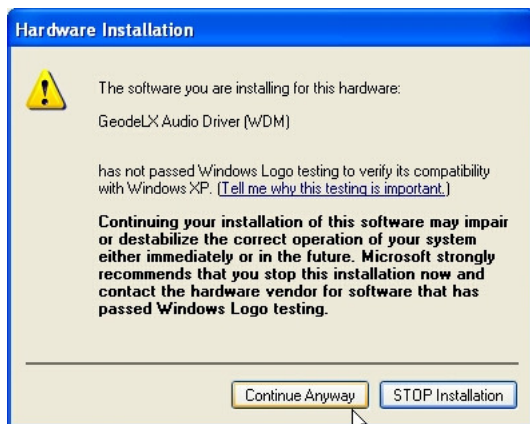 Hardware Installation
The software you are installing for this hardware:
GeodeLX Audio Driver (WDM)
has not passed Windows Logo testing to verify its compatibility
with Windows XP. (Tell me why this testing is important.)
Continuing your installation of this software may impair
or destabilize the correct operation of your system
either immediately or in the future. Microsoft strongly
recommends that you stop this installation now and
contact the hardware vendor for software that has
passed Windows Logo testing.
Continue Anyway STOP Installation